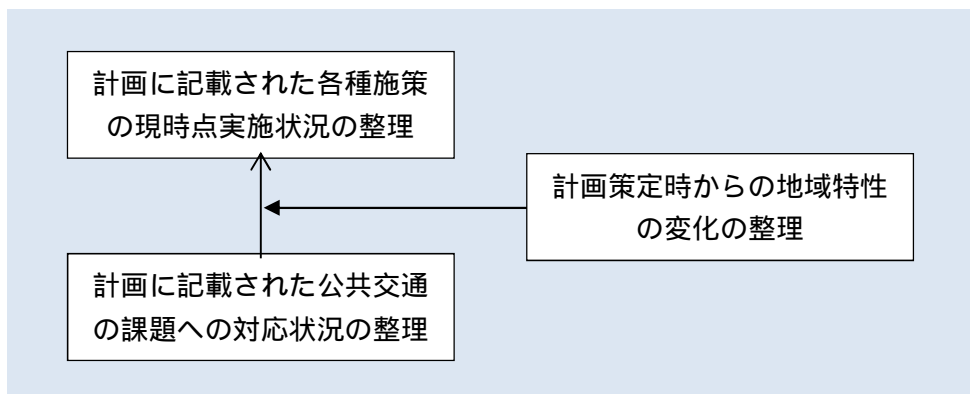 計画に記載された各種施策
の現時点実施状況の整理
計画策定時からの地域特性
の変化の整理
計画に記載された公共交通
の課題への対応状況の整理